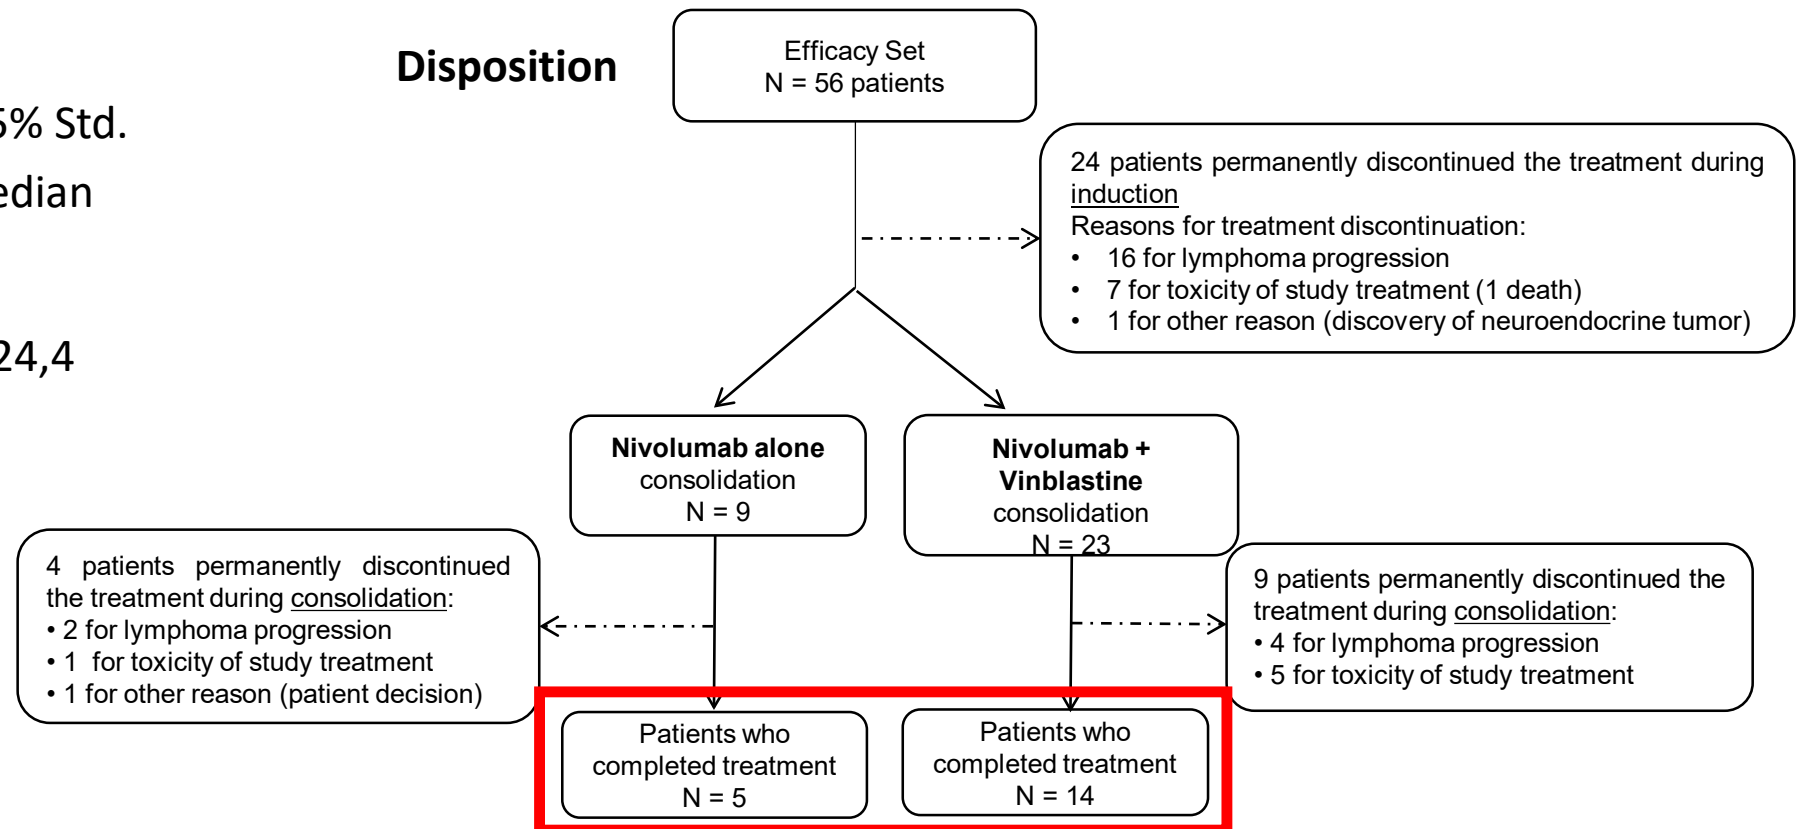 Disposition
5% Std.
edian
24,4
Efficacy Set
N = 56 patients
24 patients permanently discontinued the treatment during
induction
Reasons for treatment discontinuation:
• 16 for lymphoma progression
• 7 for toxicity of study treatment (1 death)
• 1 for other reason (discovery of neuroendocrine tumor)
Nivolumab alone
consolidation
N = 9
Nivolumab +
Vinblastine
consolidation
N = 23
4 patients permanently discontinued
the treatment during consolidation:
• 2 for lymphoma progression
• 1 for toxicity of study treatment
• 1 for other reason (patient decision)
9 patients permanently discontinued the
treatment during consolidation:
• 4 for lymphoma progression
• 5 for toxicity of study treatment
Patients who
completed treatment
N = 5
Patients who
completed treatment
N = 14